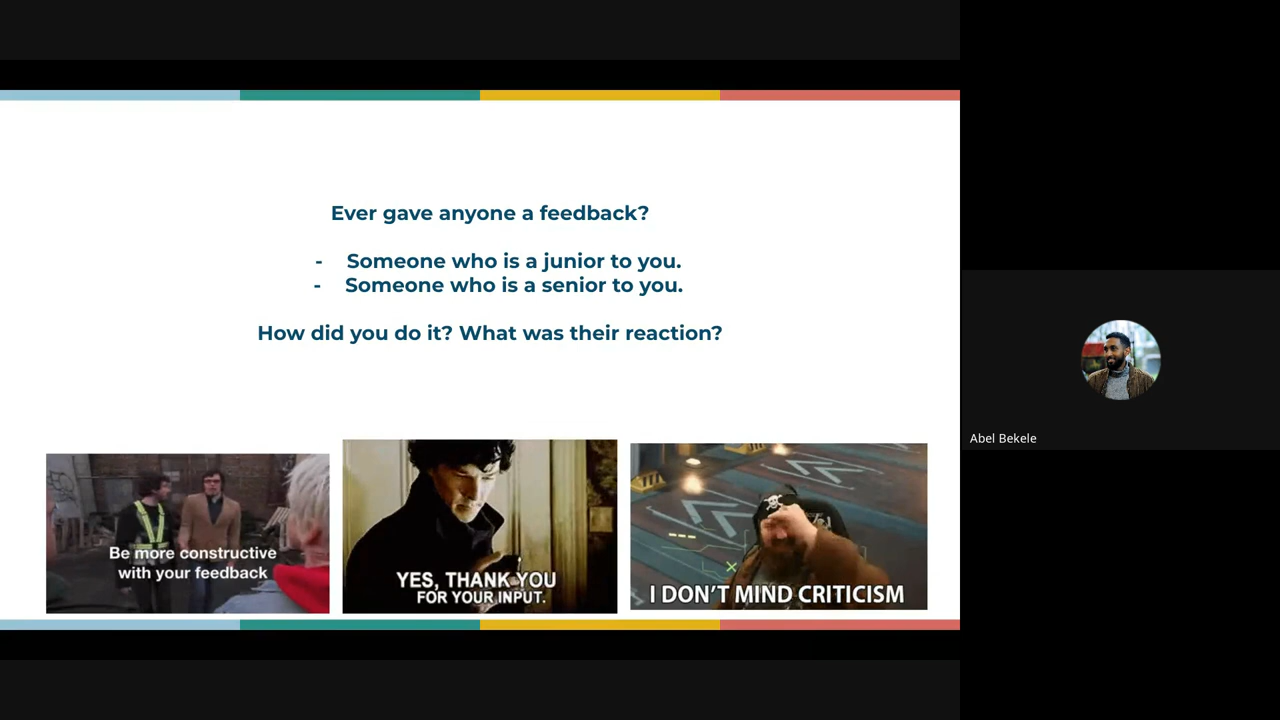 Ever gave anyone a feedback?
- Someone who is a junior to you.
- Someone who is a senior to you.
How did you do it? What was their reaction?
Be more constructive
with your feedback
YES, THANK YOU
FOR YOUR INPUT.
I DON'T MIND CRITICISM
Abel Bekele